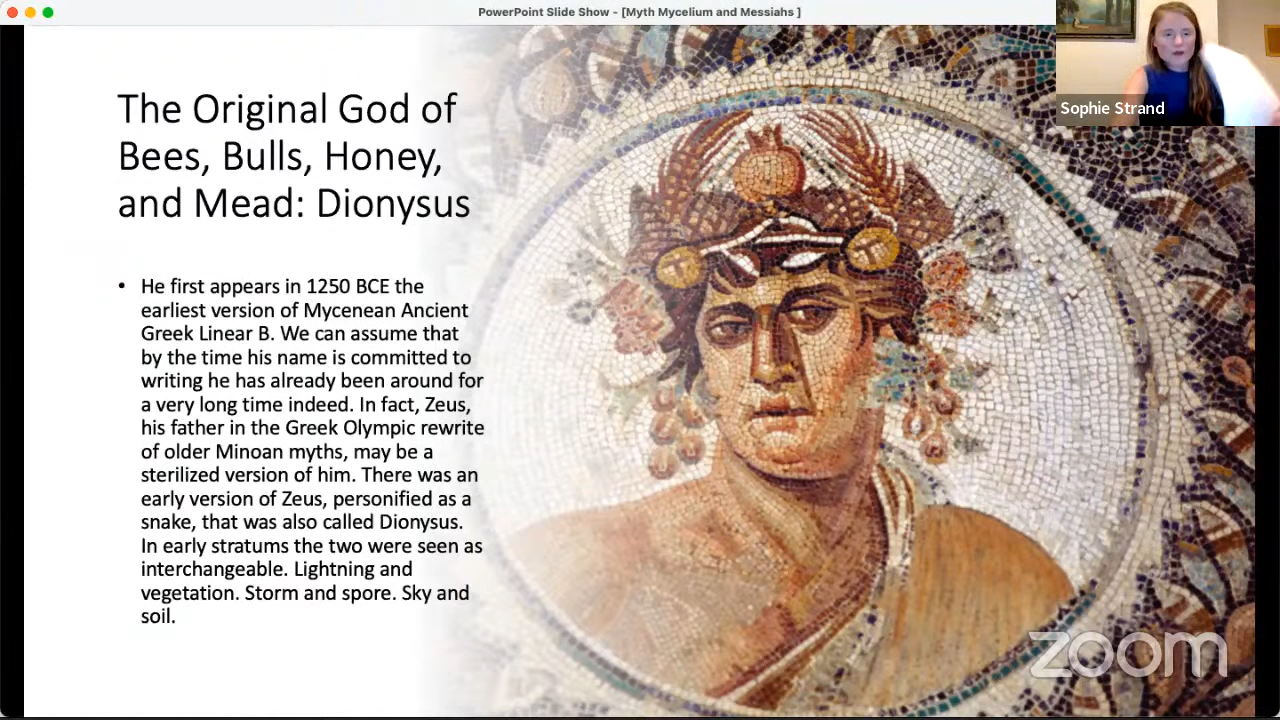 PowerPoint Slide Show - [Myth Mycelium and Messiahs ]
Sophie Strand
The Original God of
Bees, Bulls, Honey,
and Mead: Dionysus
• He first appears in 1250 BCE the
earliest version of Mycenean Ancient
Greek Linear B. We can assume that
by the time his name is committed to
writing he has already been around for
a very long time indeed. In fact, Zeus,
his father in the Greek Olympic rewrite
of older Minoan myths, may be a
sterilized version of him. There was an
early version of Zeus, personified as a
snake, that was also called Dionysus.
In early stratums the two were seen as
interchangeable. Lightning and
vegetation. Storm and spore. Sky and
soil.
zoom